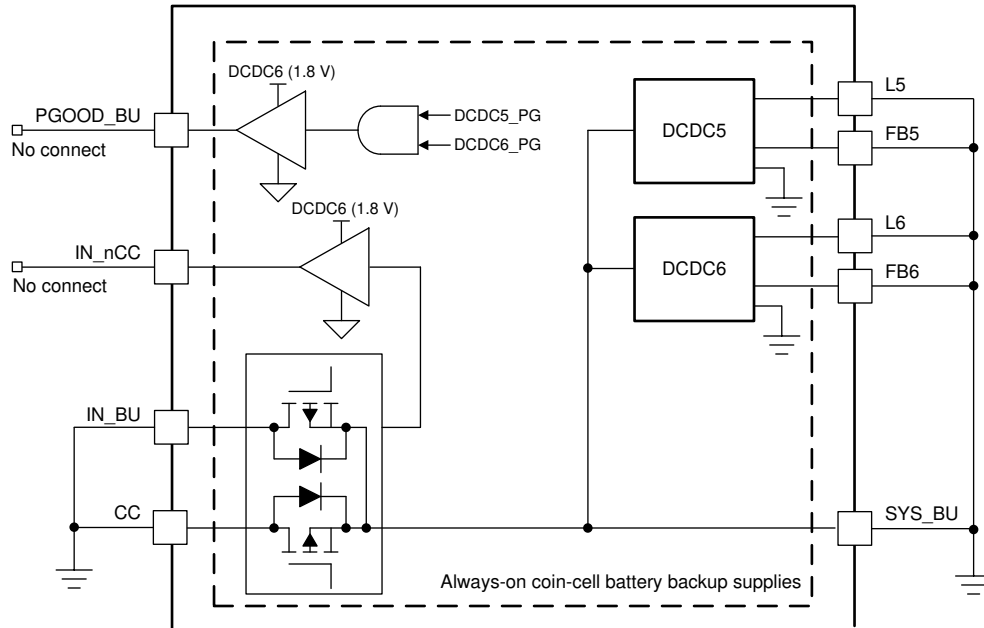 DCDC6 (1.8 V)
PGOOD_BU
No connect
DCDC5_PG
DCDC6_PG
DCDC5
L5
FB5
DCDC6 (1.8 V)
IN_nCC
No connect
DCDC6
L6
FB6
IN_BU
CC
SYS_BU
Always-on coin-cell battery backup supplies